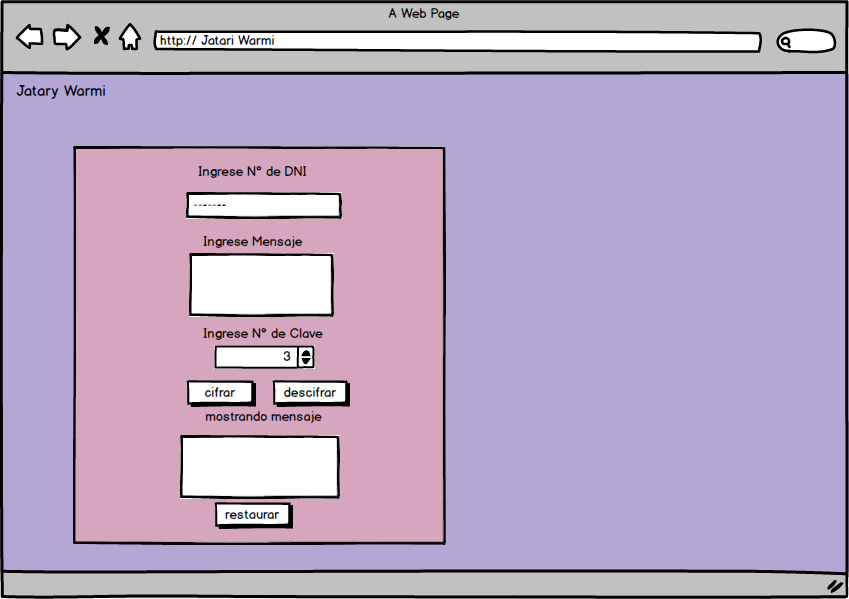 A Web Page
http:// Jatari Warmi
Jatary Warmi
Ingrese N° de DNI
-------
Ingrese Mensaje
Ingrese N° de Clave
3
cifrar descifrar
mostrando mensaje
restaurar